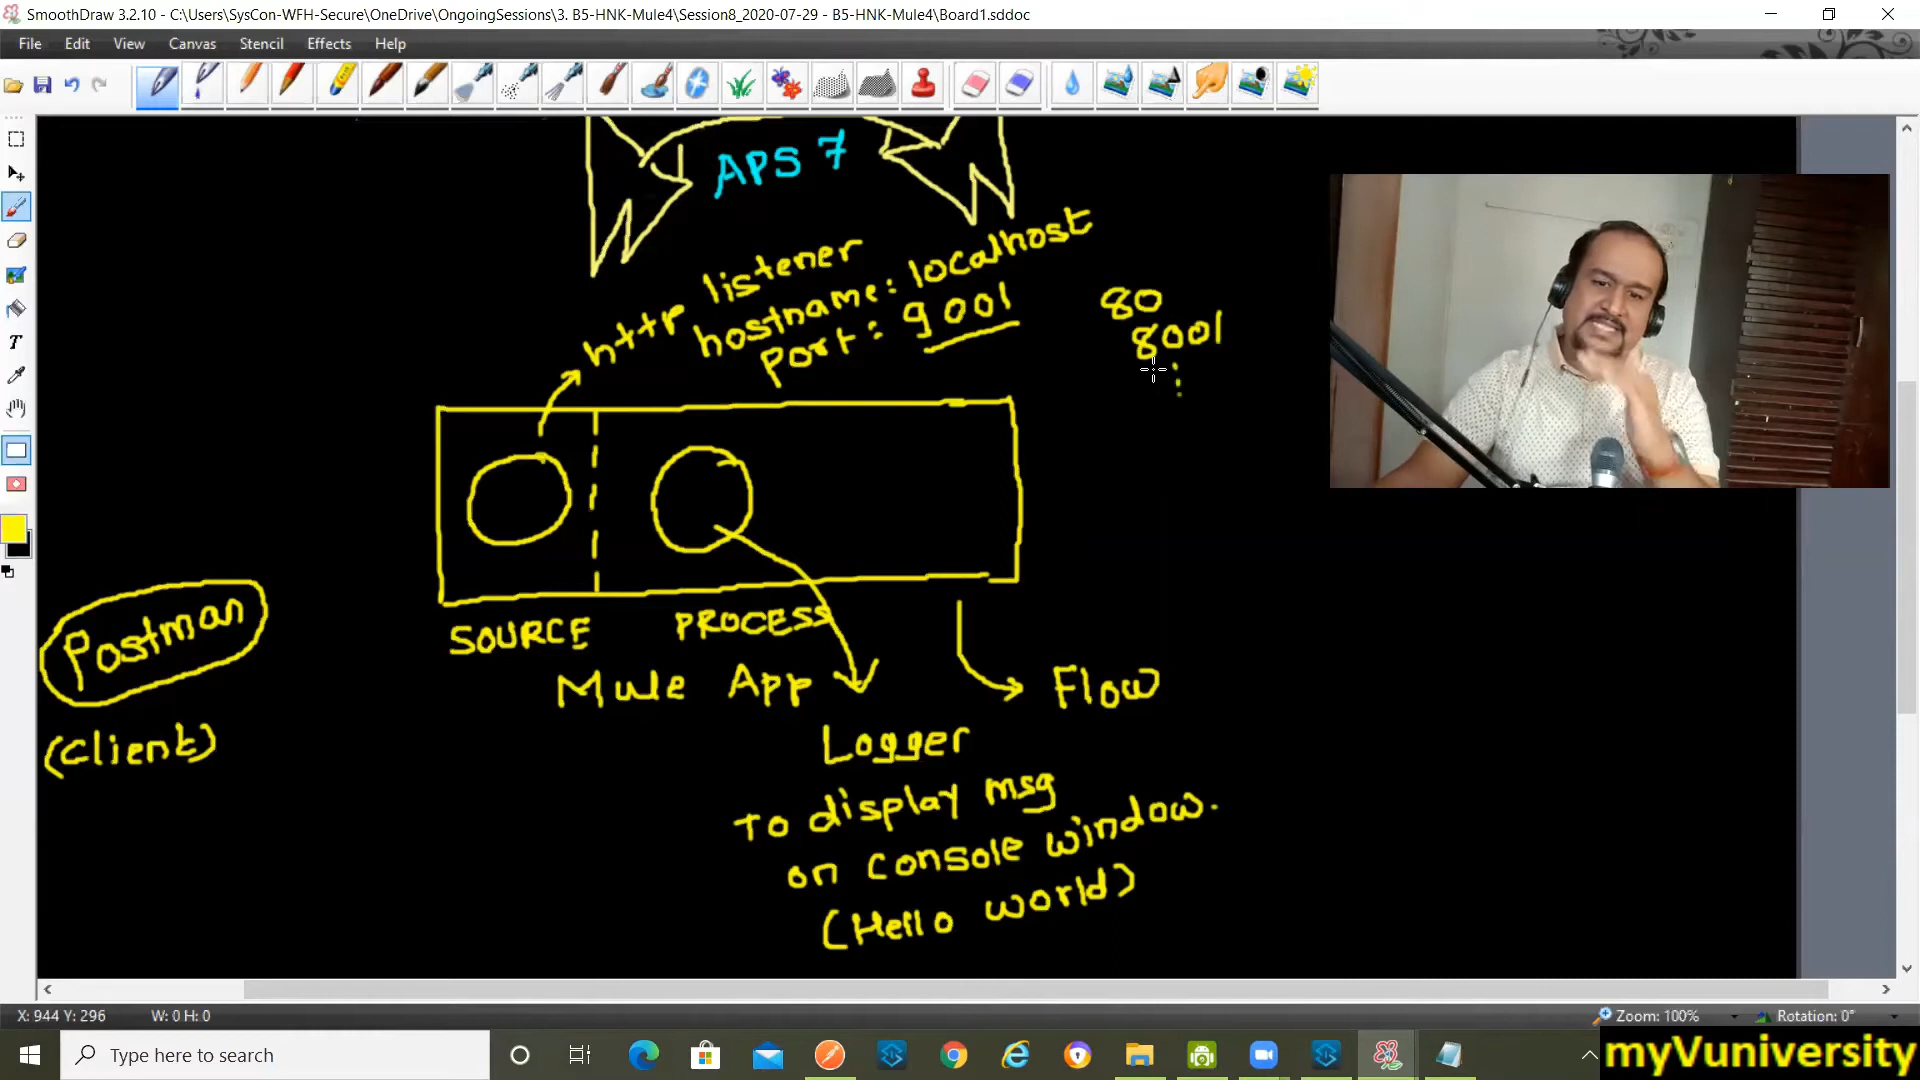 SmoothDraw 3.2.10 - C:\Users\SysCon-WFH-Secure\OneDrive\OngoingSessions\3. B5-HNK-Mule4\Session8_2020-07-29 - B5-HNK-Mule4\Board1.sddoc
File Edit View Canvas Stencil Effects Help
T
APS 7
http listener
hostname: localhost
port: 9001
80
8001
SOURCE
PROCESS
Mule App
Flow
Postman
(client)
Logger
To display msg
on console window.
(Hello world)
X: 944 Y: 296 W: 0 H: 0
Zoom: 100% Rotation: 0°
Type here to search
myVuniversity